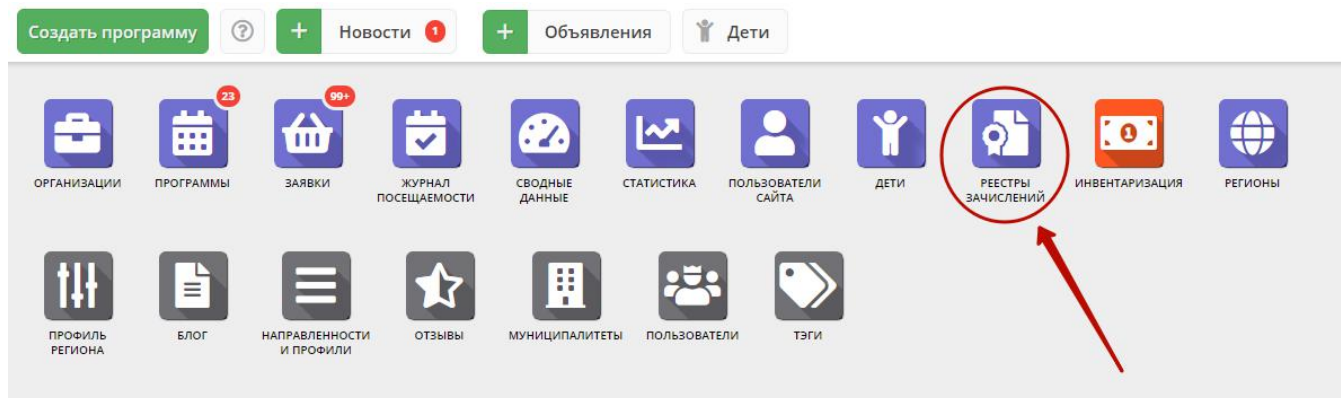 Создать программу
?
+ Новости 1
+ Объявления
Дети
23
99+
1
ОРГАНИЗАЦИИ
ПРОГРАММЫ
ЗАЯВКИ
ЖУРНАЛ
ПОСЕЩАЕМОСТИ
СВОДНЫЕ
ДАННЫЕ
СТАТИСТИКА
ПОЛЬЗОВАТЕЛИ
САЙТА
ДЕТИ
РЕЕСТРЫ
ЗАЧИСЛЕНИЙ
ИНВЕНТАРИЗАЦИЯ
РЕГИОНЫ
ПРОФИЛЬ
РЕГИОНА
БЛОГ
НАПРАВЛЕННОСТИ
И ПРОФИЛИ
ОТЗЫВЫ
МУНИЦИПАЛИТЕТЫ
ПОЛЬЗОВАТЕЛИ
ТЭГИ